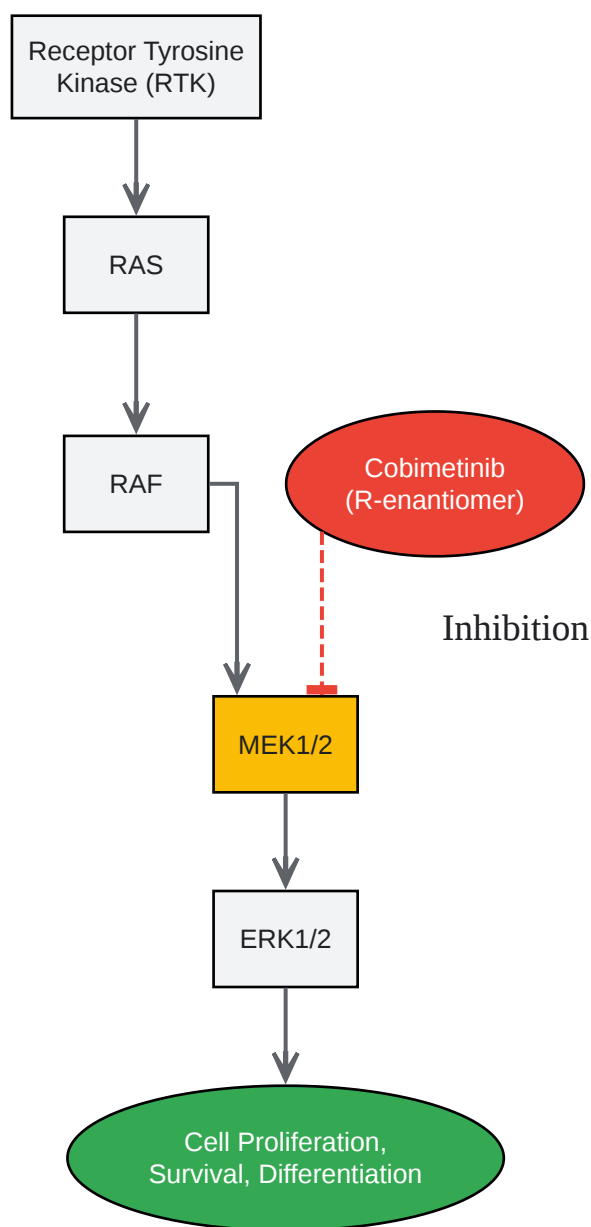 Receptor Tyrosine
Kinase (RTK)
RAS
RAF
Cobimetinib
(R-enantiomer)
Inhibition
MEK1/2
ERK1/2
Cell Proliferation,
Survival, Differentiation